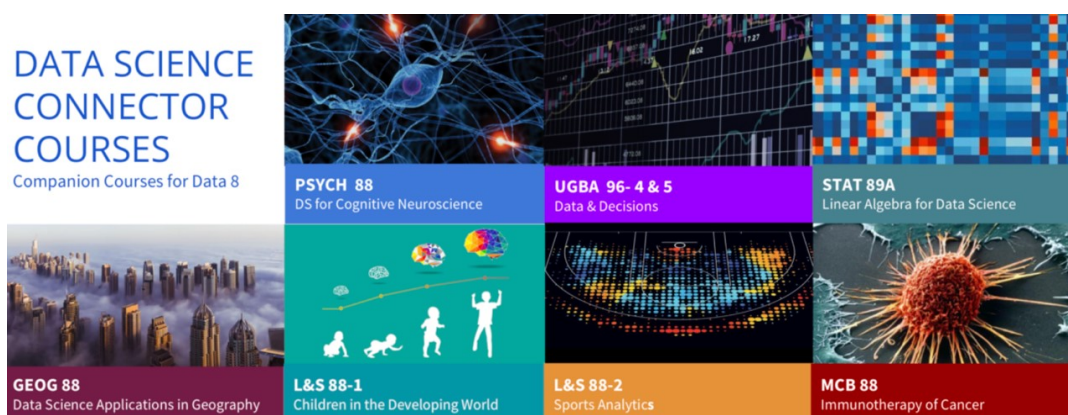 DATA SCIENCE
CONNECTOR
COURSES
Companion Courses for Data 8
PSYCH 88
DS for Cognitive Neuroscience
UGBA 96- 4 & 5
Data & Decisions
STAT 89A
Linear Algebra for Data Science
GEOG 88
Data Science Applications in Geography
L&S 88-1
Children in the Developing World
L&S 88-2
Sports Analytics
MCB 88
Immunotherapy of Cancer